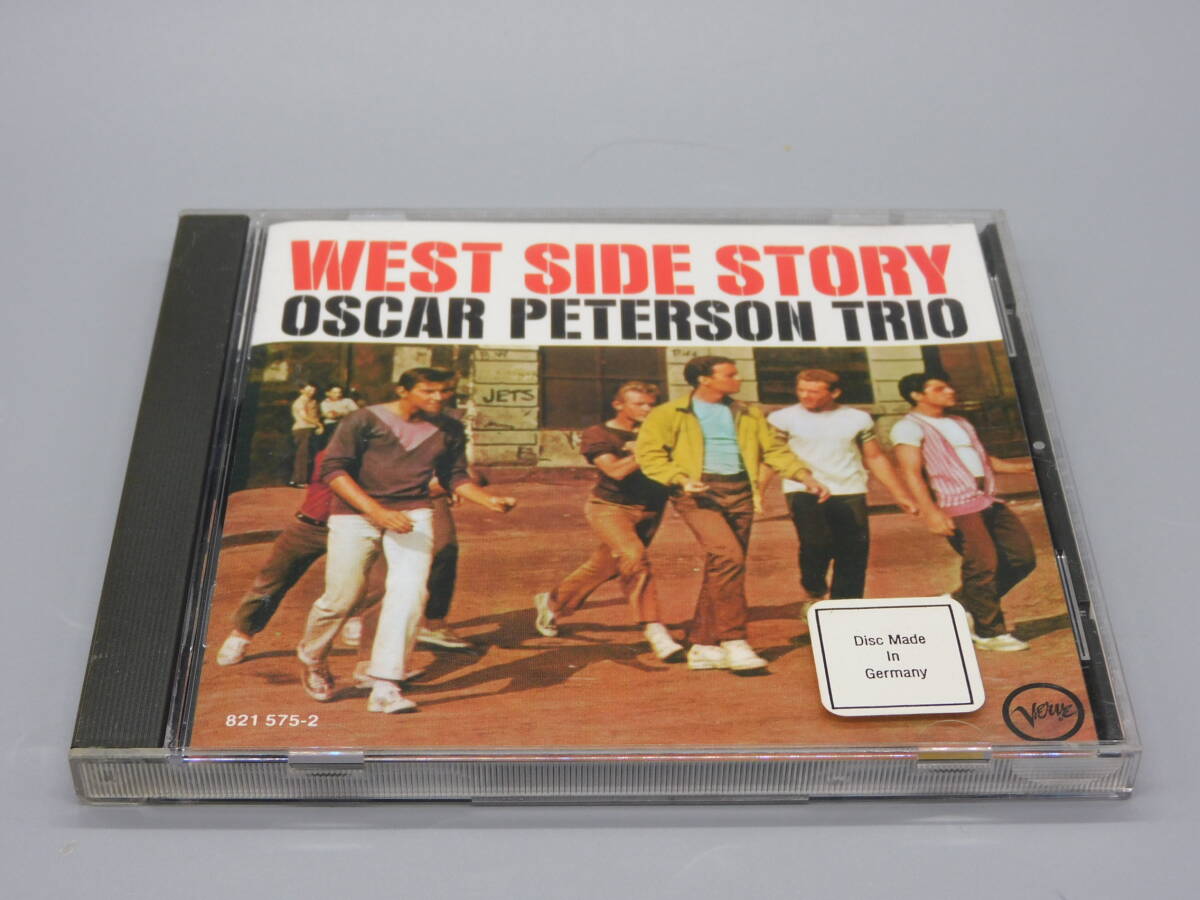 WEST SIDE STORY
OSCAR PETERSON TRIO
JETS
Disc Made
In
Germany
821 575-2
Verve